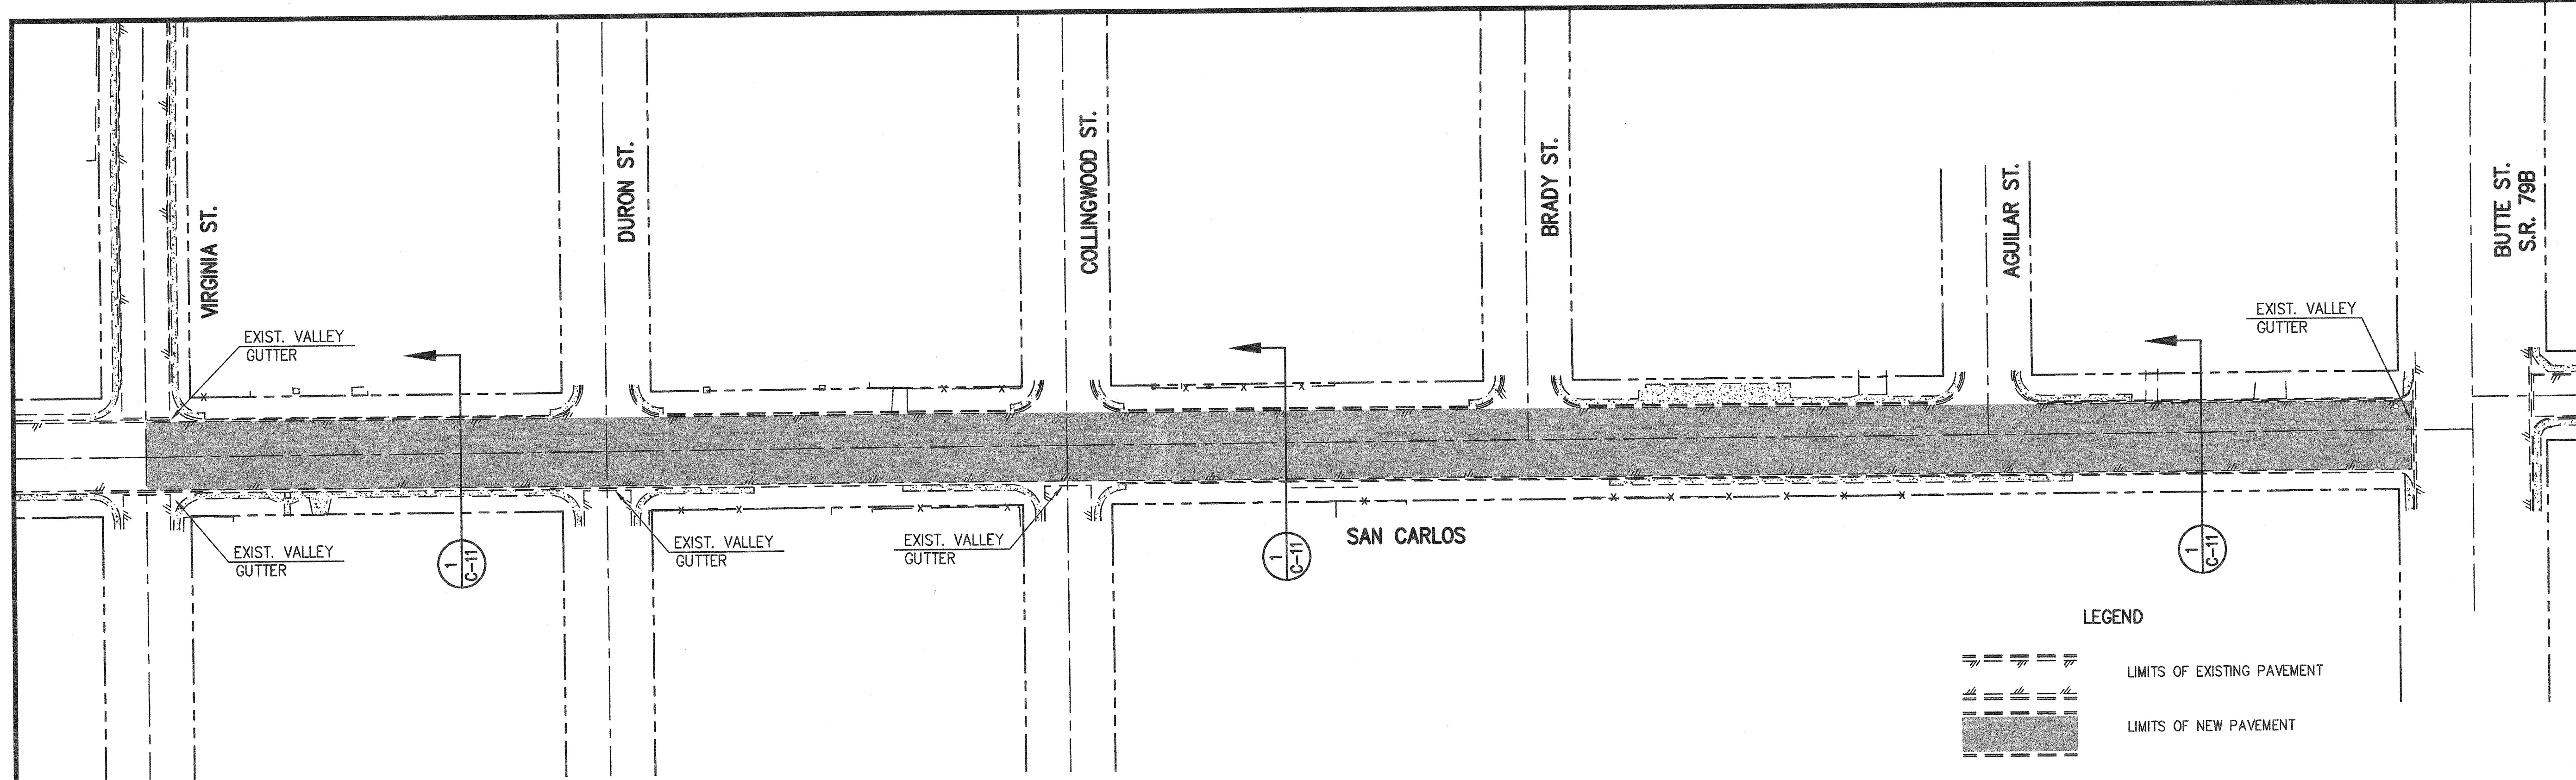 VIRGINIA ST.
DURON ST.
COLLINGWOOD ST.
BRADY ST.
AGUILAR ST.
BUTTE ST.
S.R. 79B
EXIST. VALLEY
GUTTER
EXIST. VALLEY
GUTTER
EXIST. VALLEY
GUTTER
EXIST. VALLEY
GUTTER
EXIST. VALLEY
GUTTER
SAN CARLOS
1
C-11
1
C-11
1
C-11
LEGEND
LIMITS OF EXISTING PAVEMENT
LIMITS OF NEW PAVEMENT